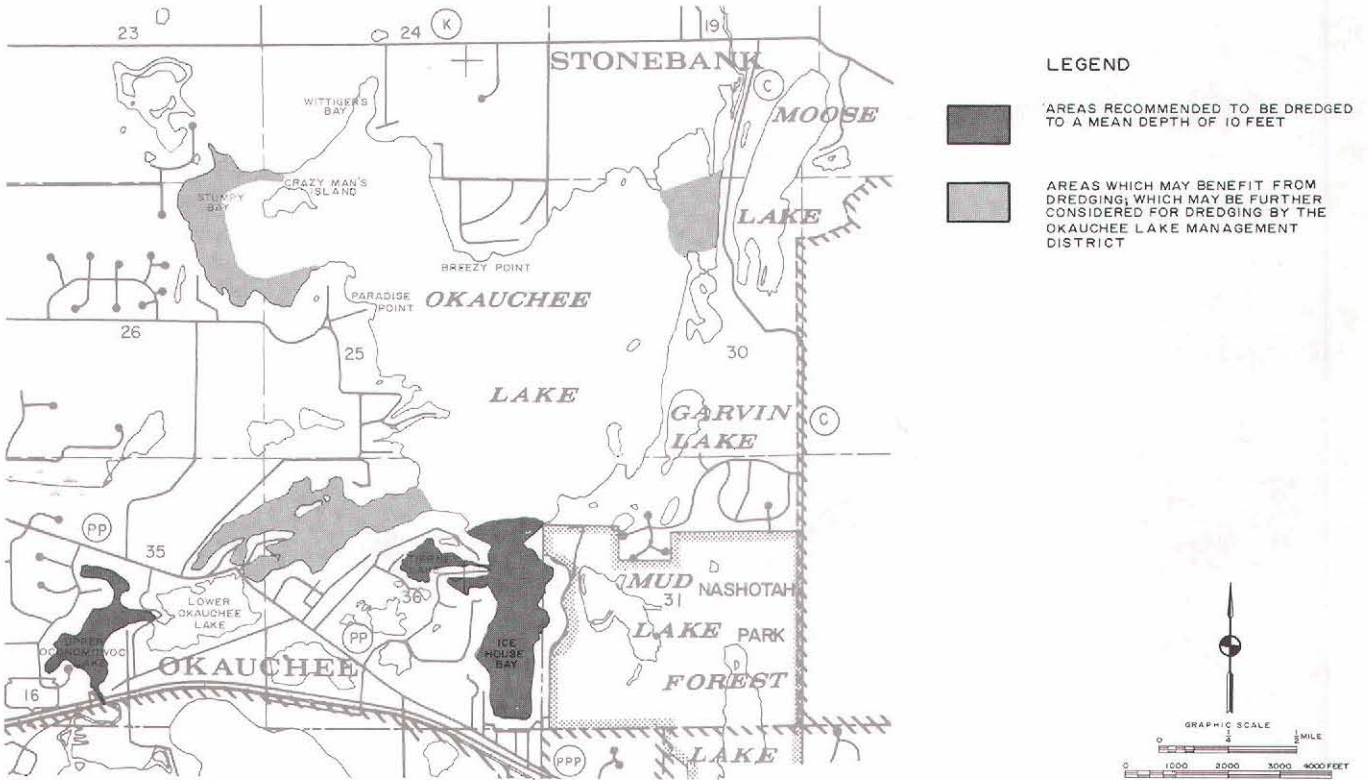 23
24
K
19
STONEBANK
C
MOOSE
WITTIGER'S
BAY
CRAZY MAN'S
ISLAND
STUMPY
BAY
LAKE
BREEZY POINT
PARADISE
POINT
OKAUCHEE
26
25
30
LAKE
GARVIN
LAKE
C
PP
35
36
MUD
31
NASHOTAH
LOWER
OKAUCHEE
LAKE
PP
LAKE
PARK
UPPER
OCONOMOWOC
LAKE
ICE
HOUSE
BAY
OKAUCHEE
FOREST
16
PPP
LAKE
LEGEND
AREAS RECOMMENDED TO BE DREDGED
TO A MEAN DEPTH OF 10 FEET
AREAS WHICH MAY BENEFIT FROM
DREDGING; WHICH MAY BE FURTHER
CONSIDERED FOR DREDGING BY THE
OKAUCHEE LAKE MANAGEMENT
DISTRICT
GRAPHIC SCALE
0 1/4 1/2 MILE
0 1000 2000 3000 4000 FEET